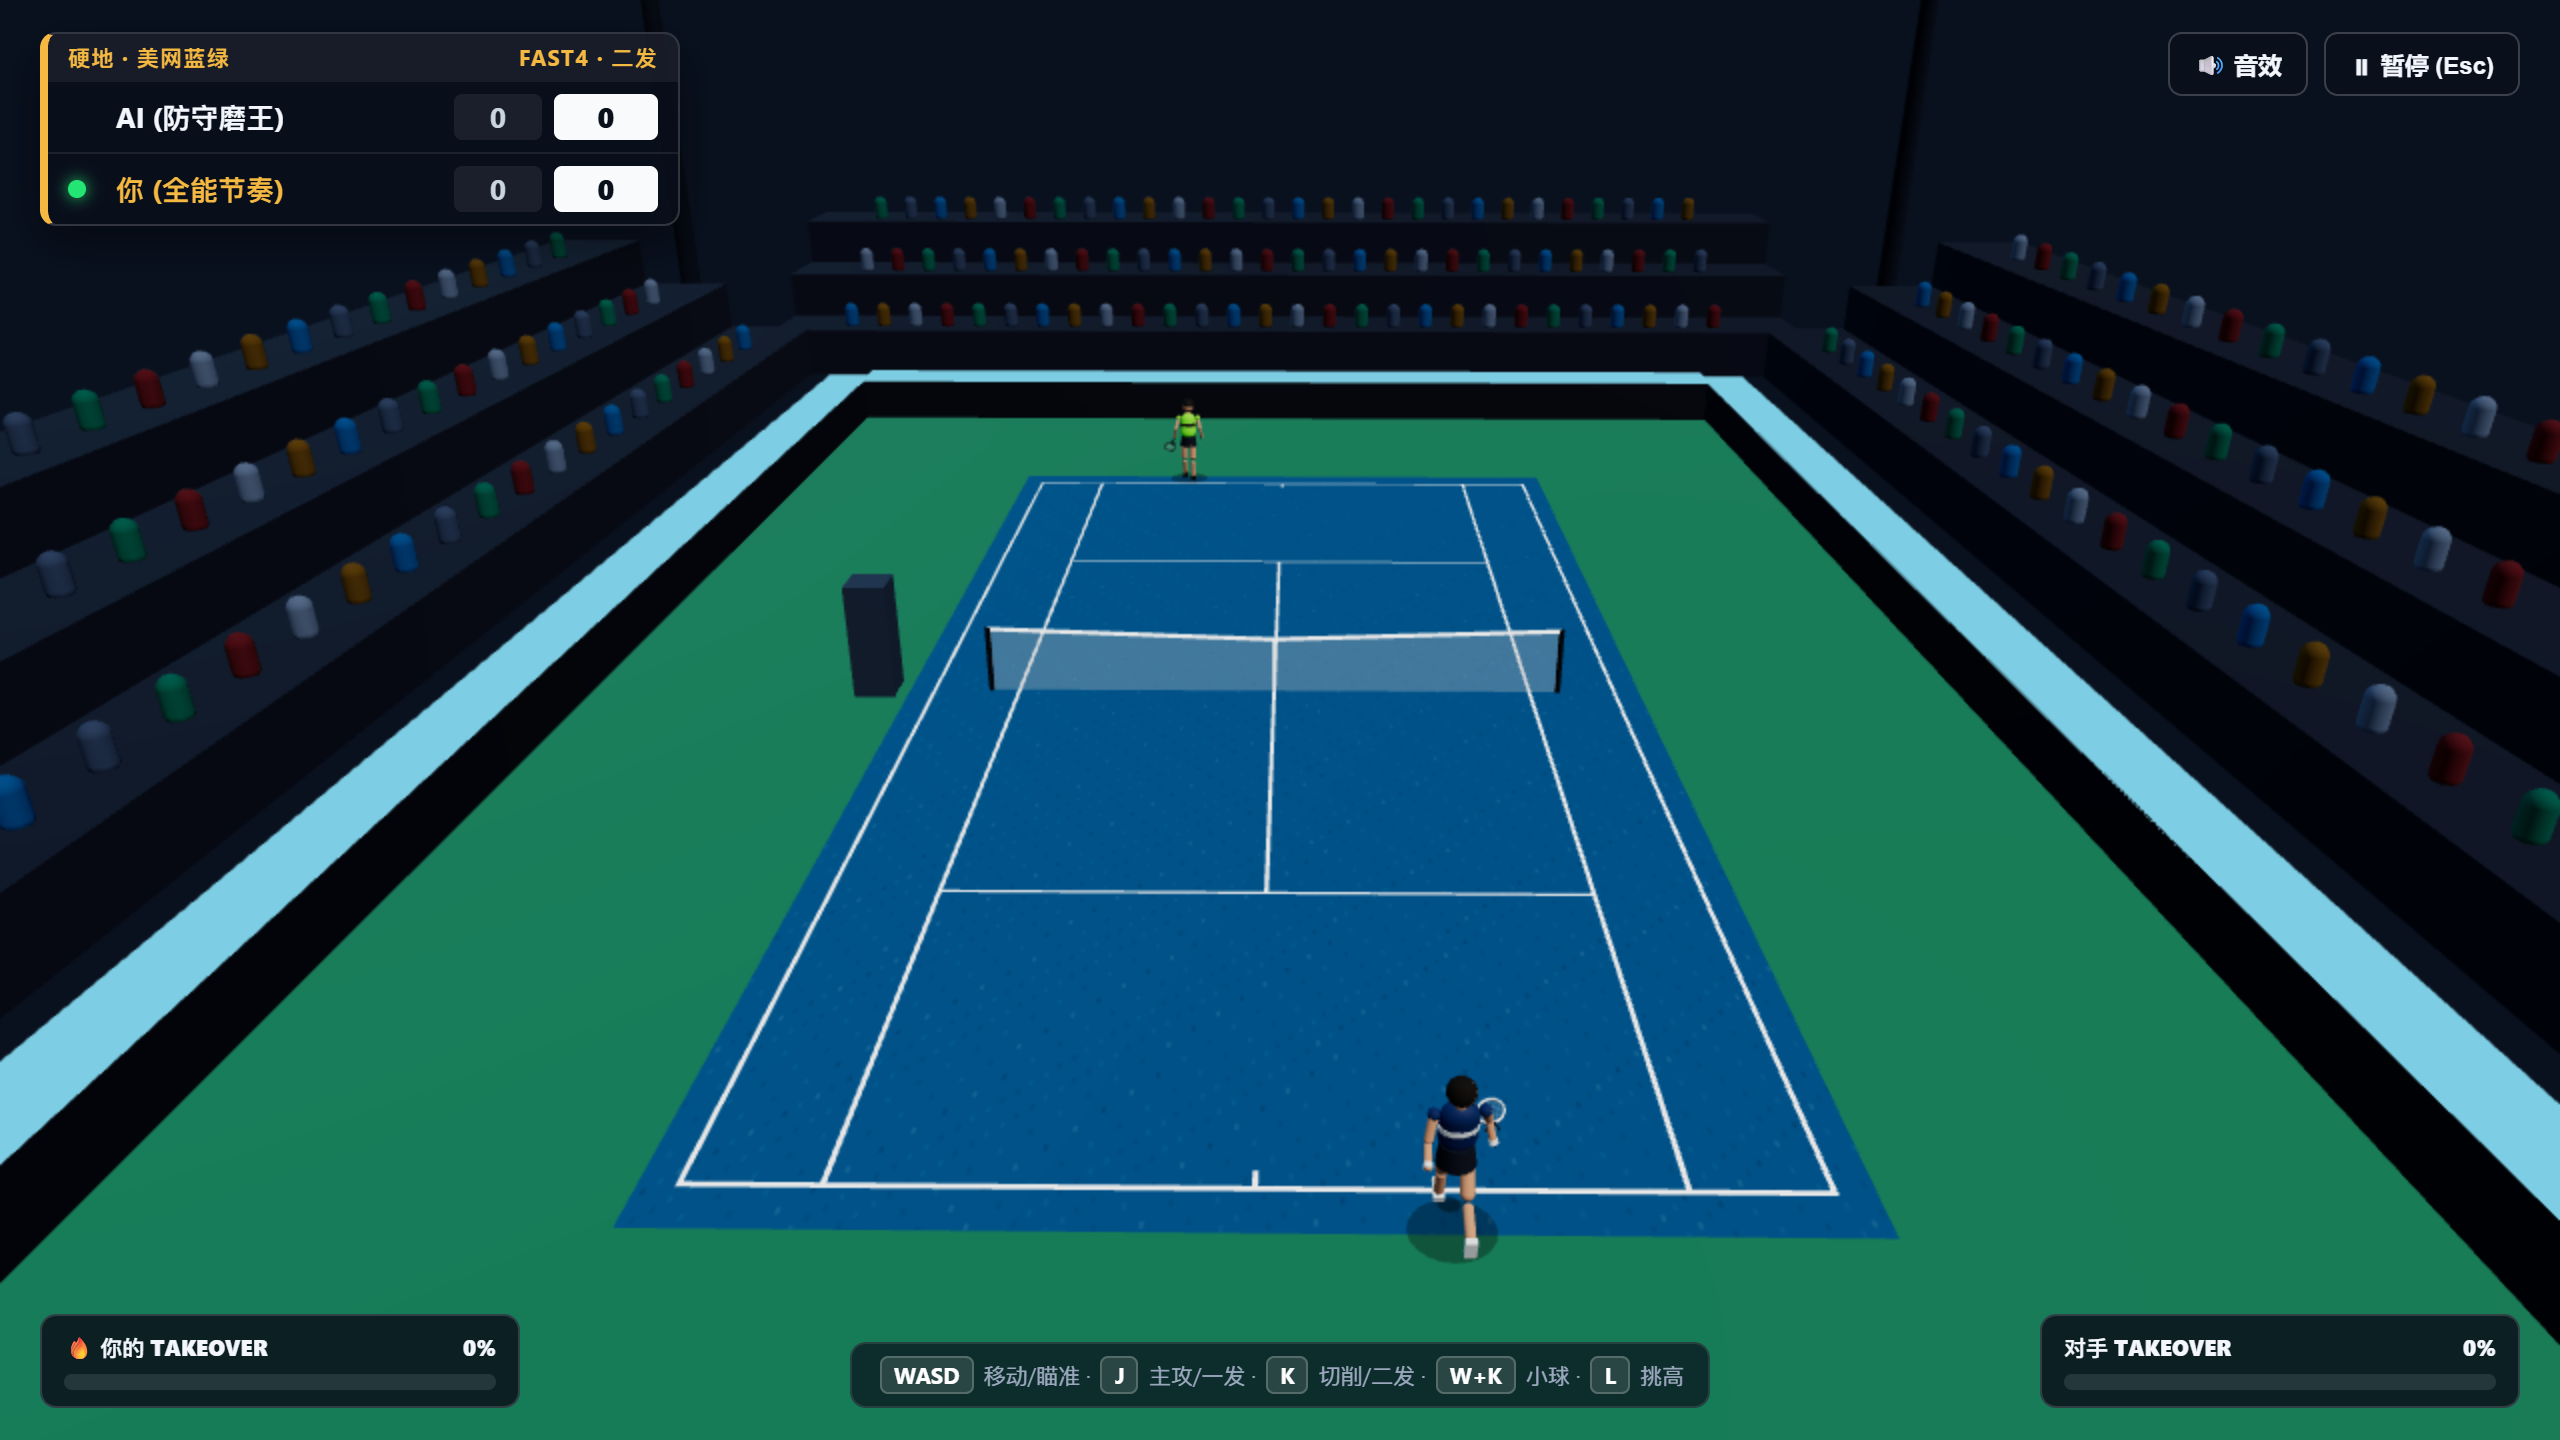 硬地 · 美网蓝绿 FAST4 · 二发
AI (防守磨王) 0 0
你 (全能节奏) 0 0
音效
暂停 (Esc)
你的 TAKEOVER 0%
WASD 移动/瞄准 · J 主攻/一发 · K 切削/二发 · W+K 小球 · L 挑高
对手 TAKEOVER 0%